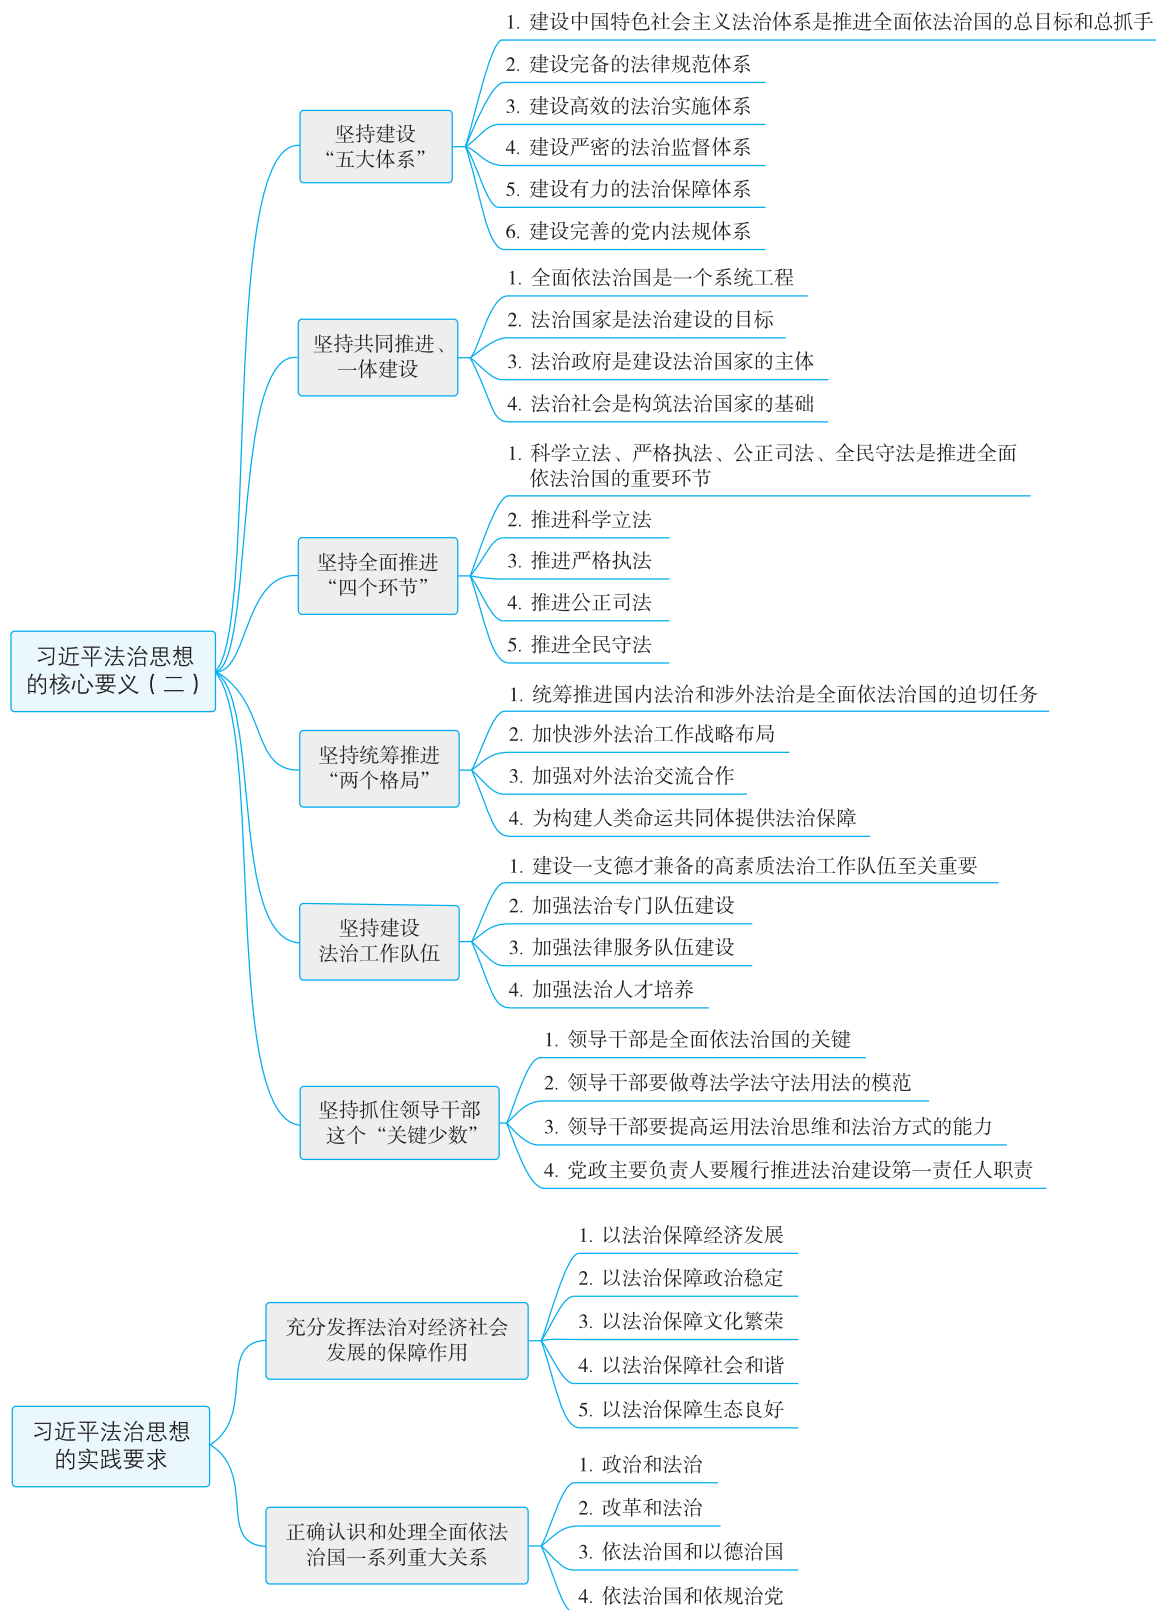 习近平法治思想
的核心要义（二）
坚持建设
“五大体系”
1. 建设中国特色社会主义法治体系是推进全面依法治国的总目标和总抓手
2. 建设完备的法律规范体系
3. 建设高效的法治实施体系
4. 建设严密的法治监督体系
5. 建设有力的法治保障体系
6. 建设完善的党内法规体系
坚持共同推进、
一体建设
1. 全面依法治国是一个系统工程
2. 法治国家是法治建设的目标
3. 法治政府是建设法治国家的主体
4. 法治社会是构筑法治国家的基础
坚持全面推进
“四个环节”
1. 科学立法、严格执法、公正司法、全民守法是推进全面
依法治国的重要环节
2. 推进科学立法
3. 推进严格执法
4. 推进公正司法
5. 推进全民守法
坚持统筹推进
“两个格局”
1. 统筹推进国内法治和涉外法治是全面依法治国的迫切任务
2. 加快涉外法治工作战略布局
3. 加强对外法治交流合作
4. 为构建人类命运共同体提供法治保障
坚持建设
法治工作队伍
1. 建设一支德才兼备的高素质法治工作队伍至关重要
2. 加强法治专门队伍建设
3. 加强法律服务队伍建设
4. 加强法治人才培养
坚持抓住领导干部
这个“关键少数”
1. 领导干部是全面依法治国的关键
2. 领导干部要做尊法学法守法用法的模范
3. 领导干部要提高运用法治思维和法治方式的能力
4. 党政主要负责人要履行推进法治建设第一责任人职责
习近平法治思想
的实践要求
充分发挥法治对经济社会
发展的保障作用
1. 以法治保障经济发展
2. 以法治保障政治稳定
3. 以法治保障文化繁荣
4. 以法治保障社会和谐
5. 以法治保障生态良好
正确认识和处理全面依法
治国一系列重大关系
1. 政治和法治
2. 改革和法治
3. 依法治国和以德治国
4. 依法治国和依规治党